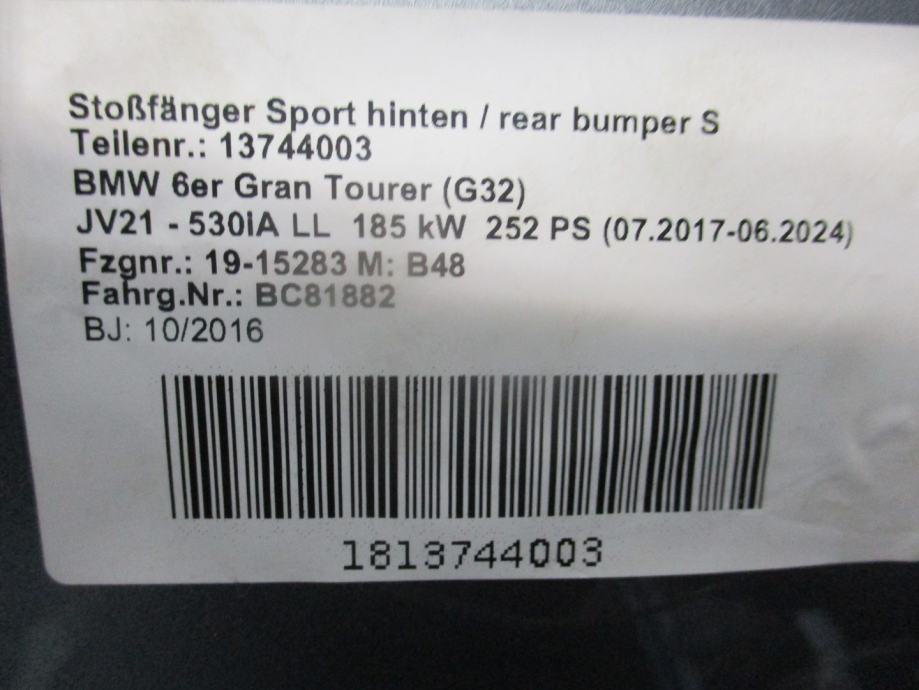 Stoßfänger Sport hinten / rear bumper S
Teilenr.: 13744003
BMW 6er Gran Tourer (G32)
JV21 - 530iA LL 185 kW 252 PS (07.2017-06.2024)
Fzgnr.: 19-15283 M: B48
Fahrg.Nr.: BC81882
BJ: 10/2016
1813744003